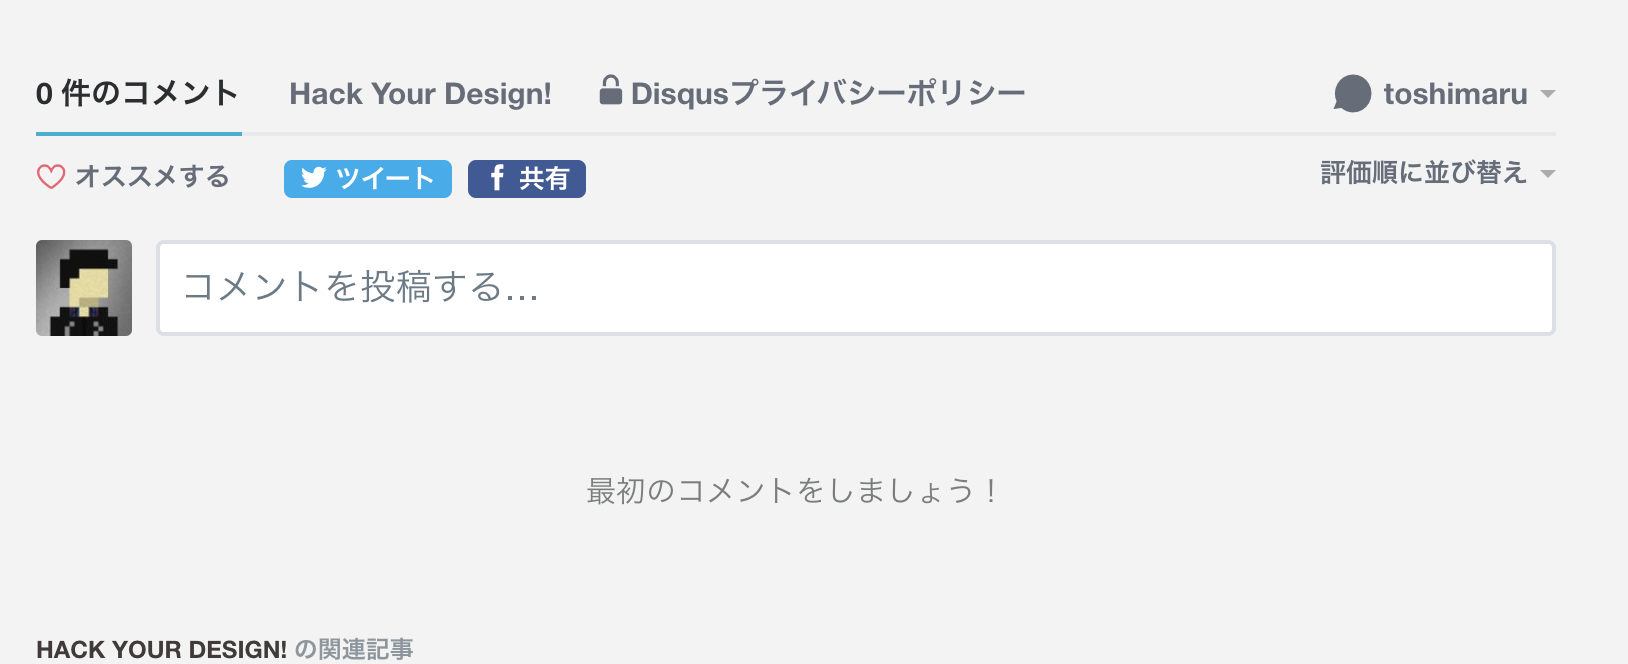 0 件のコメント Hack Your Design! Disqusプライバシーポリシー toshimaru
オススメする ツイート 共有 評価順に並び替え
コメントを投稿する...
最初のコメントをしましょう！
HACK YOUR DESIGN! の関連記事